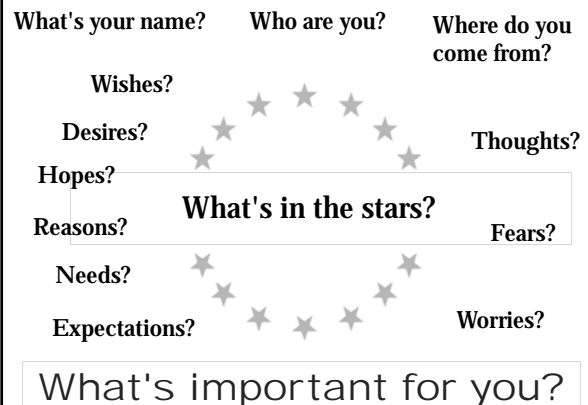 What's your name?
Who are you?
Where do you
come from?
Wishes?
Desires?
Thoughts?
Hopes?
What's in the stars?
Reasons?
Fears?
Needs?
Expectations?
Worries?
What's important for you?